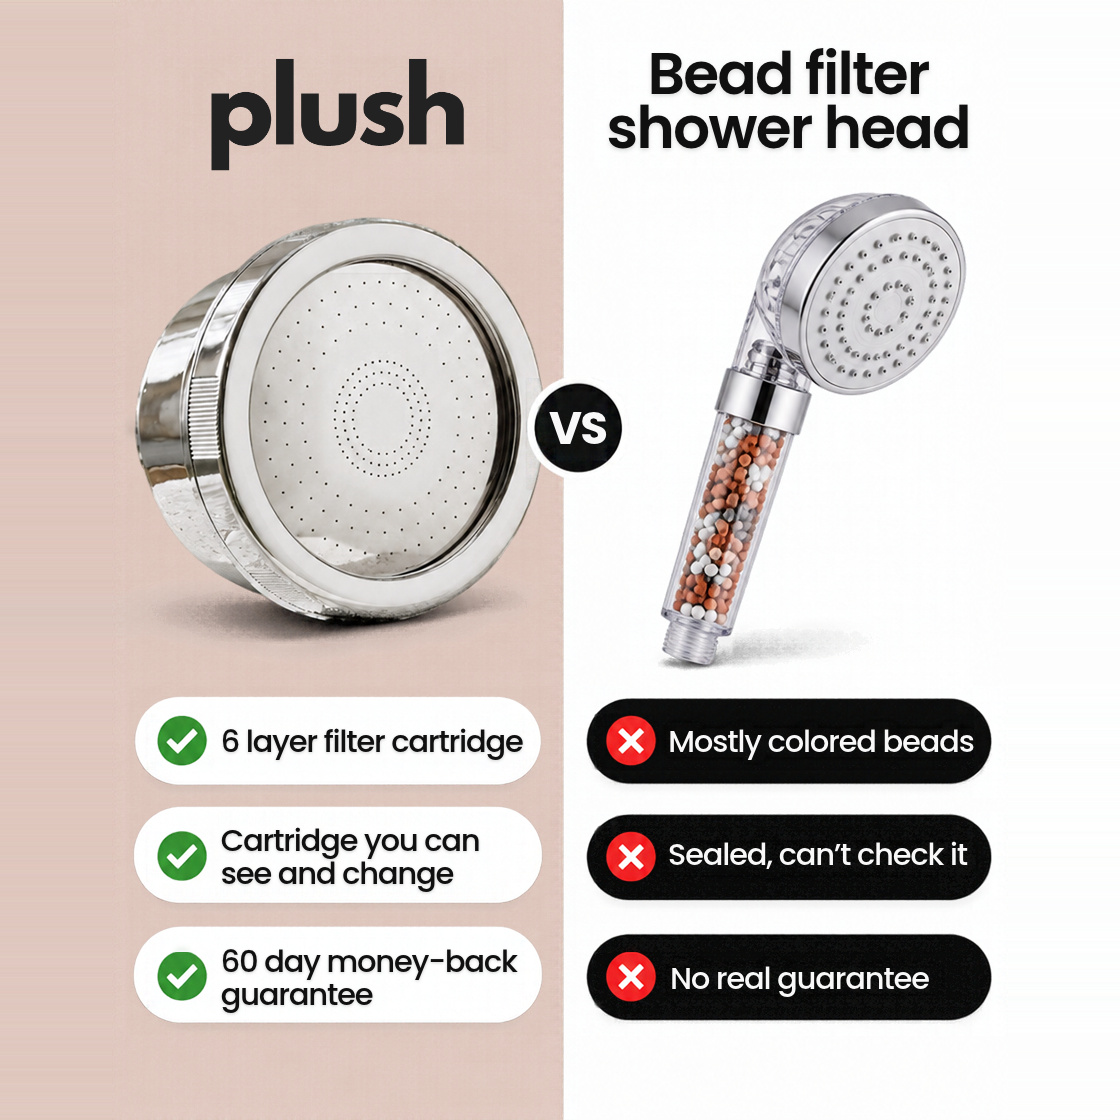 plush
Bead filter
shower head
VS
6 layer filter cartridge
Mostly colored beads
Cartridge you can
see and change
Sealed, can’t check it
60 day money-back
guarantee
No real guarantee